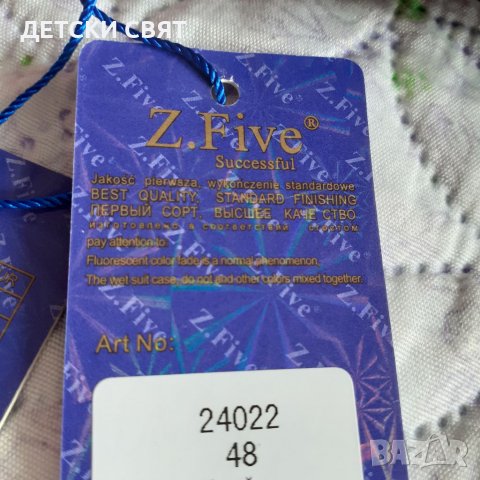 ДЕТСКИ СВЯТ
Z.Five®
Successful
Jakość pierwsza, wykończenie standardowe
BEST QUALITY, STANDARD FINISHING
ПЕРВЫЙ СОРТ, ВЫСШЕЕ КАЧЕСТВО
pay attention to:
Fluorescent color fade is a normal phenomenon.
The wet suit case, do not and other colors mixed together.
Art No:
24022
48
BAZAR